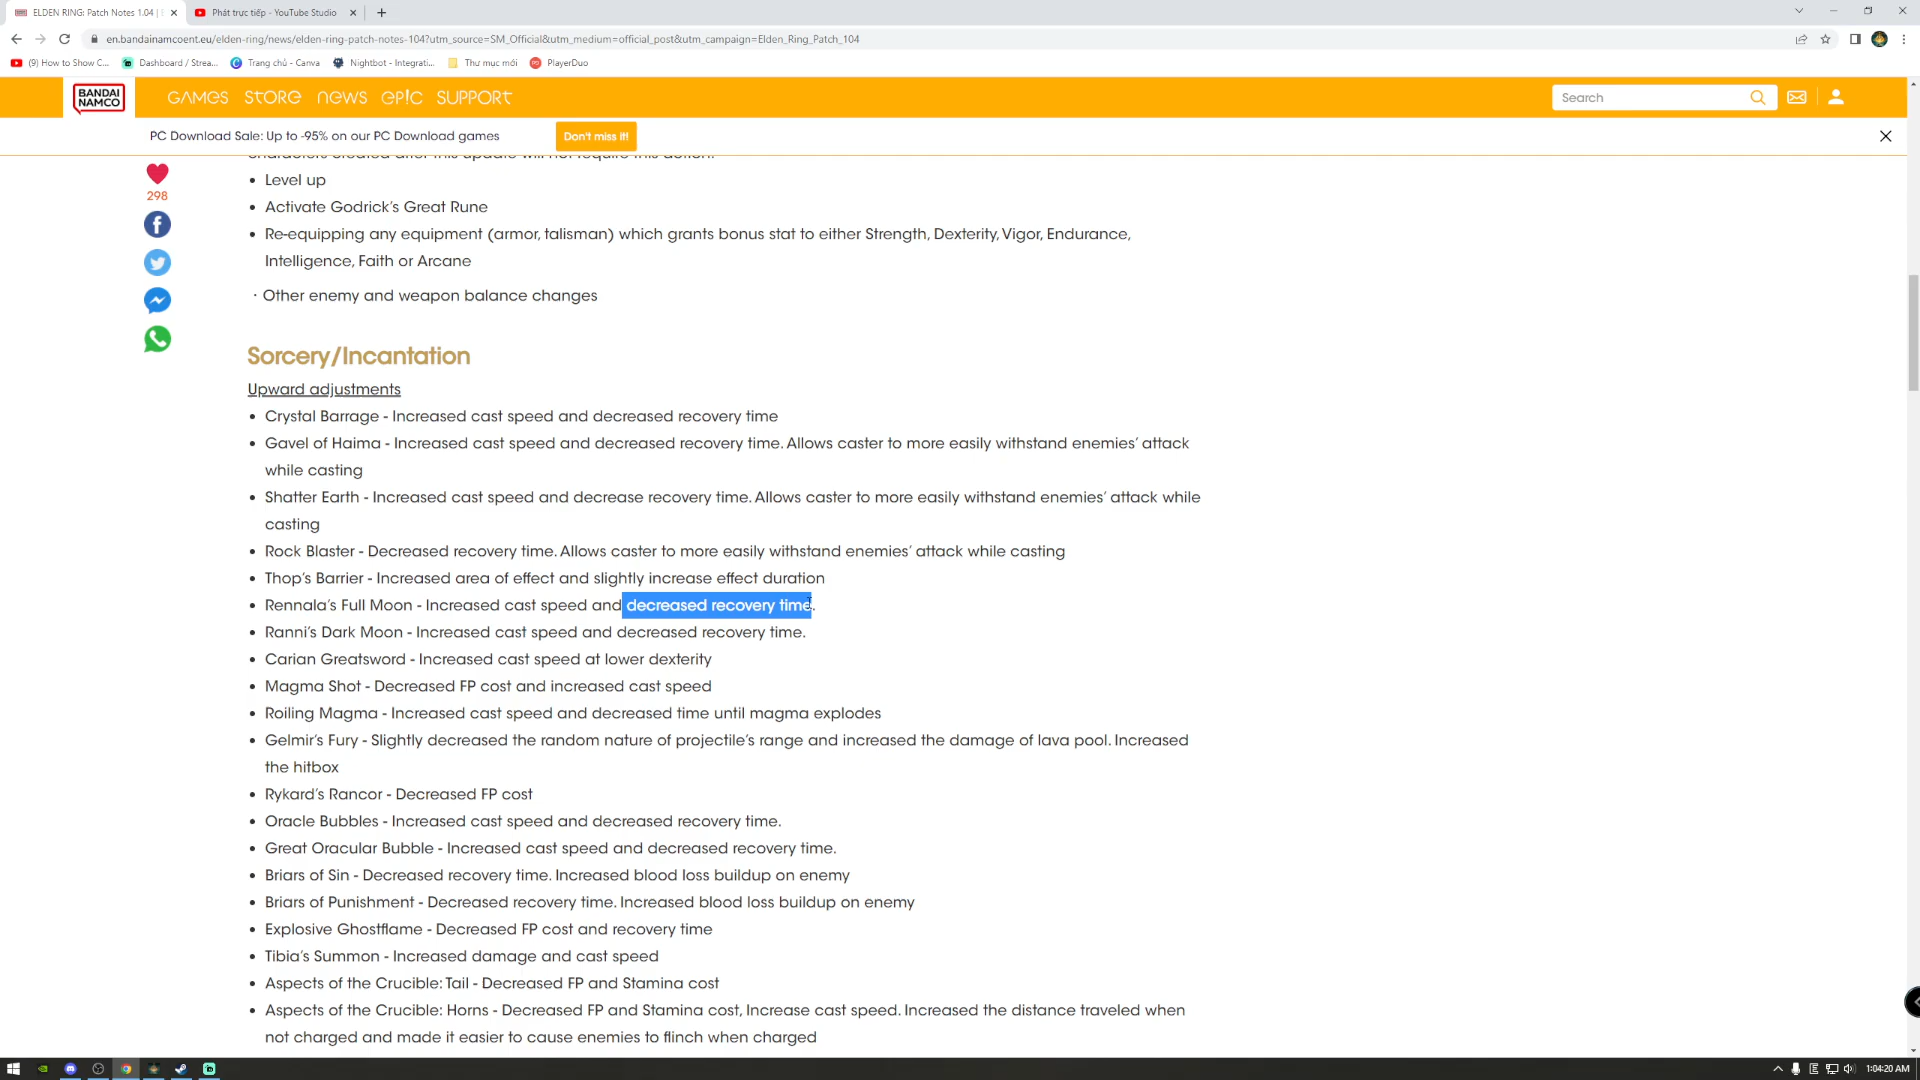 ELDEN RING: Patch Notes 1.04 |
Phát trực tiếp - YouTube Studio
en.bandainamcoent.eu/elden-ring/news/elden-ring-patch-notes-104?utm_source=SM_Official&utm_medium=official_post&utm_campaign=Elden_Ring_Patch_104
(9) How to Show C...
Dashboard / Strea...
Trang chủ - Canva
Nightbot - Integrati...
Thư mục mới
PlayerDuo
BANDAI NAMCO
GAMES STORE NEWS EPIC SUPPORT
Search
PC Download Sale: Up to -95% on our PC Download games
Don't miss it!
Characters created after this update will not require this action.
298
• Level up
• Activate Godrick's Great Rune
• Re-equipping any equipment (armor, talisman) which grants bonus stat to either Strength, Dexterity, Vigor, Endurance,
Intelligence, Faith or Arcane
・Other enemy and weapon balance changes
Sorcery/Incantation
Upward adjustments
• Crystal Barrage - Increased cast speed and decreased recovery time
• Gavel of Haima - Increased cast speed and decreased recovery time. Allows caster to more easily withstand enemies' attack
while casting
• Shatter Earth - Increased cast speed and decrease recovery time. Allows caster to more easily withstand enemies' attack while
casting
• Rock Blaster - Decreased recovery time. Allows caster to more easily withstand enemies' attack while casting
• Thop's Barrier - Increased area of effect and slightly increase effect duration
• Rennala's Full Moon - Increased cast speed and decreased recovery time.
• Ranni's Dark Moon - Increased cast speed and decreased recovery time.
• Carian Greatsword - Increased cast speed at lower dexterity
• Magma Shot - Decreased FP cost and increased cast speed
• Roiling Magma - Increased cast speed and decreased time until magma explodes
• Gelmir's Fury - Slightly decreased the random nature of projectile's range and increased the damage of lava pool. Increased
the hitbox
• Rykard's Rancor - Decreased FP cost
• Oracle Bubbles - Increased cast speed and decreased recovery time.
• Great Oracular Bubble - Increased cast speed and decreased recovery time.
• Briars of Sin - Decreased recovery time. Increased blood loss buildup on enemy
• Briars of Punishment - Decreased recovery time. Increased blood loss buildup on enemy
• Explosive Ghostflame - Decreased FP cost and recovery time
• Tibia's Summon - Increased damage and cast speed
• Aspects of the Crucible: Tail - Decreased FP and Stamina cost
• Aspects of the Crucible: Horns - Decreased FP and Stamina cost, Increase cast speed. Increased the distance traveled when
not charged and made it easier to cause enemies to flinch when charged
1:04:20 AM